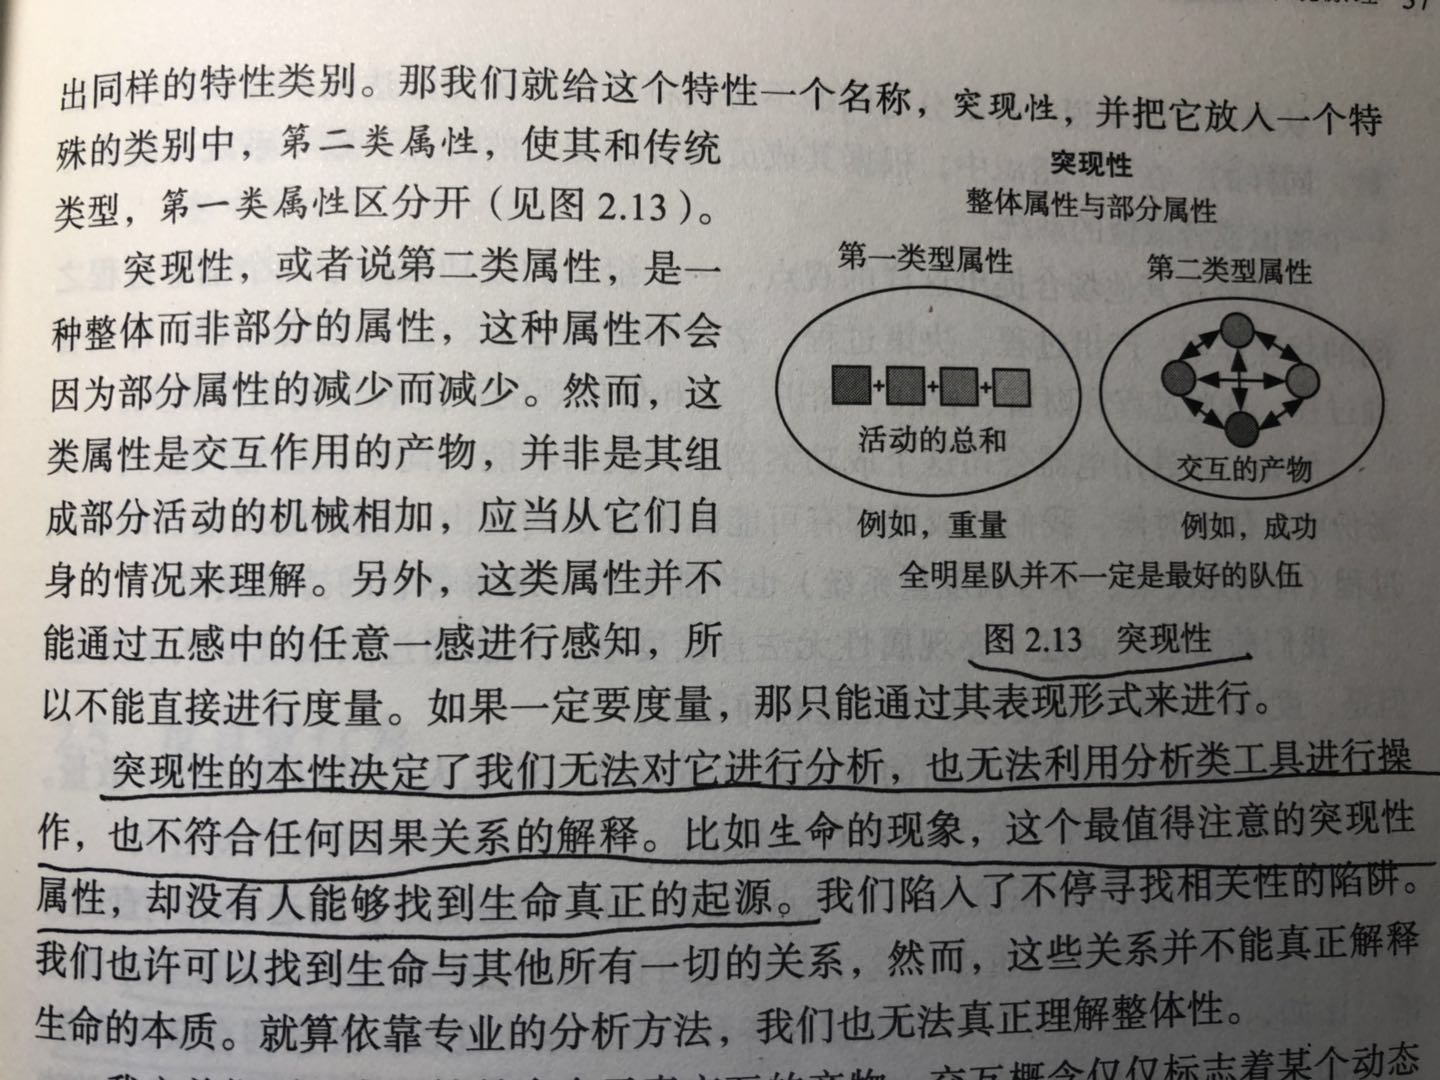 37
出同样的特性类别。那我们就给这个特性一个名称，突现性，并把它放人一个特
殊的类别中，第二类属性，使其和传统
类型，第一类属性区分开（见图 2.13）。
突现性，或者说第二类属性，是一
种整体而非部分的属性，这种属性不会
因为部分属性的减少而减少。然而，这
类属性是交互作用的产物，并非是其组
成部分活动的机械相加，应当从它们自
身的情况来理解。另外，这类属性并不
能通过五感中的任意一感进行感知，所
以不能直接进行度量。如果一定要度量，那只能通过其表现形式来进行。
突现性
整体属性与部分属性
第一类型属性
第二类型属性
+ + +
活动的总和
交互的产物
例如，重量
例如，成功
全明星队并不一定是最好的队伍
图 2.13 突现性
突现性的本性决定了我们无法对它进行分析，也无法利用分析类工具进行操
作，也不符合任何因果关系的解释。比如生命的现象，这个最值得注意的突现性
属性，却没有人能够找到生命真正的起源。我们陷入了不停寻找相关性的陷阱。
我们也许可以找到生命与其他所有一切的关系，然而，这些关系并不能真正解释
生命的本质。就算依靠专业的分析方法，我们也无法真正理解整体性。
交互概念仅仅标志着某个动态